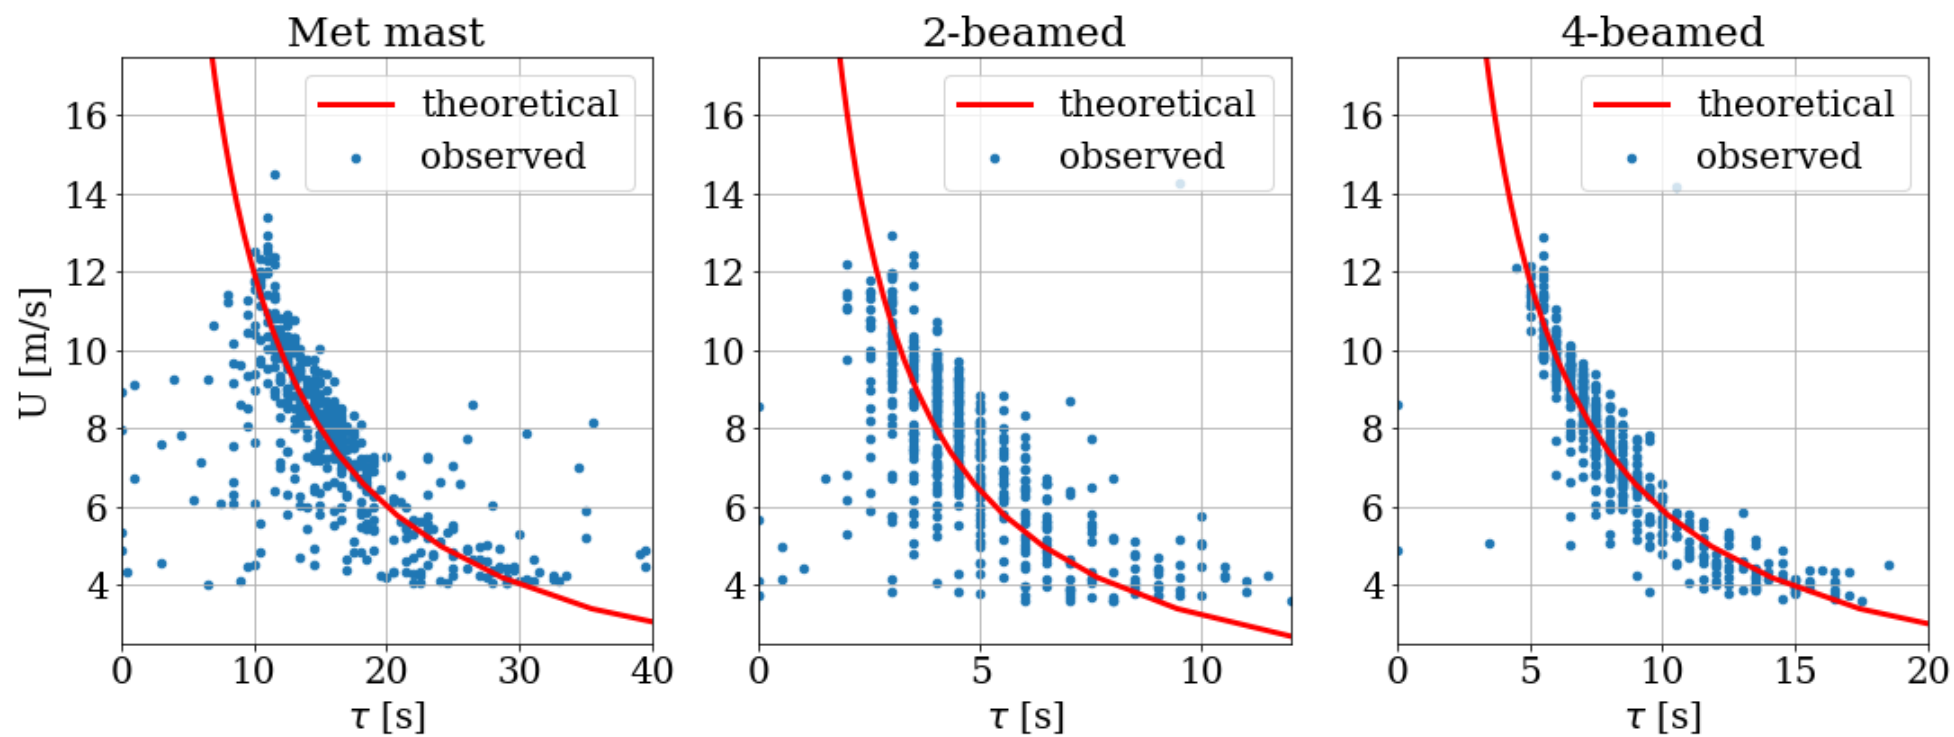 Met mast
2-beamed
4-beamed
theoretical
observed
theoretical
observed
theoretical
observed
U [m/s]
16
14
12
10
8
6
4
16
14
12
10
8
6
4
16
14
12
10
8
6
4
0 10 20 30 40
0 5 10
0 5 10 15 20
τ [s]
τ [s]
τ [s]